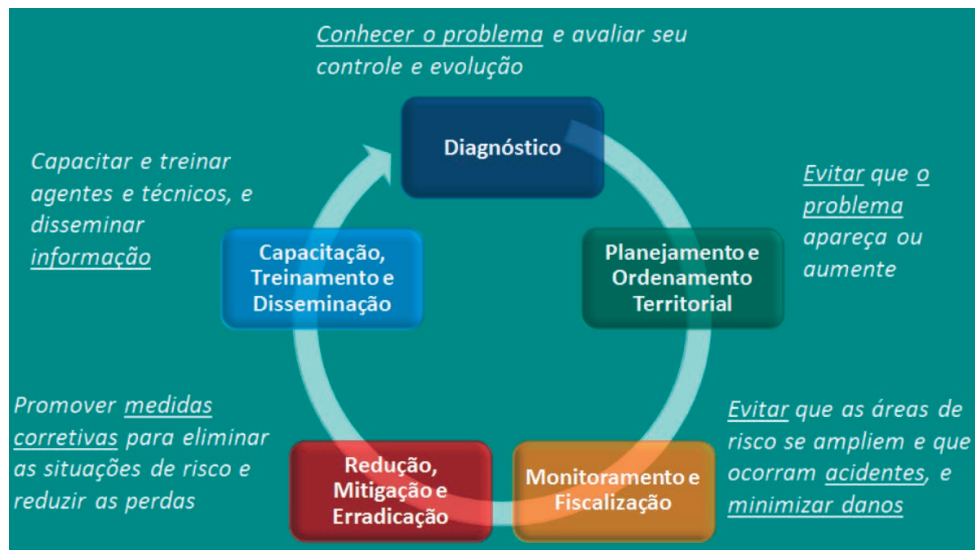 Conhecer o problema e avaliar seu
controle e evolução
Diagnóstico
Evitar que o
problema
apareça ou
aumente
Planejamento e
Ordenamento
Territorial
Evitar que as áreas de
risco se ampliem e que
ocorram acidentes, e
minimizar danos
Monitoramento e
Fiscalização
Promover medidas
corretivas para eliminar
as situações de risco e
reduzir as perdas
Redução,
Mitigação e
Erradicação
Capacitar e treinar
agentes e técnicos, e
disseminar
informação
Capacitação,
Treinamento e
Disseminação